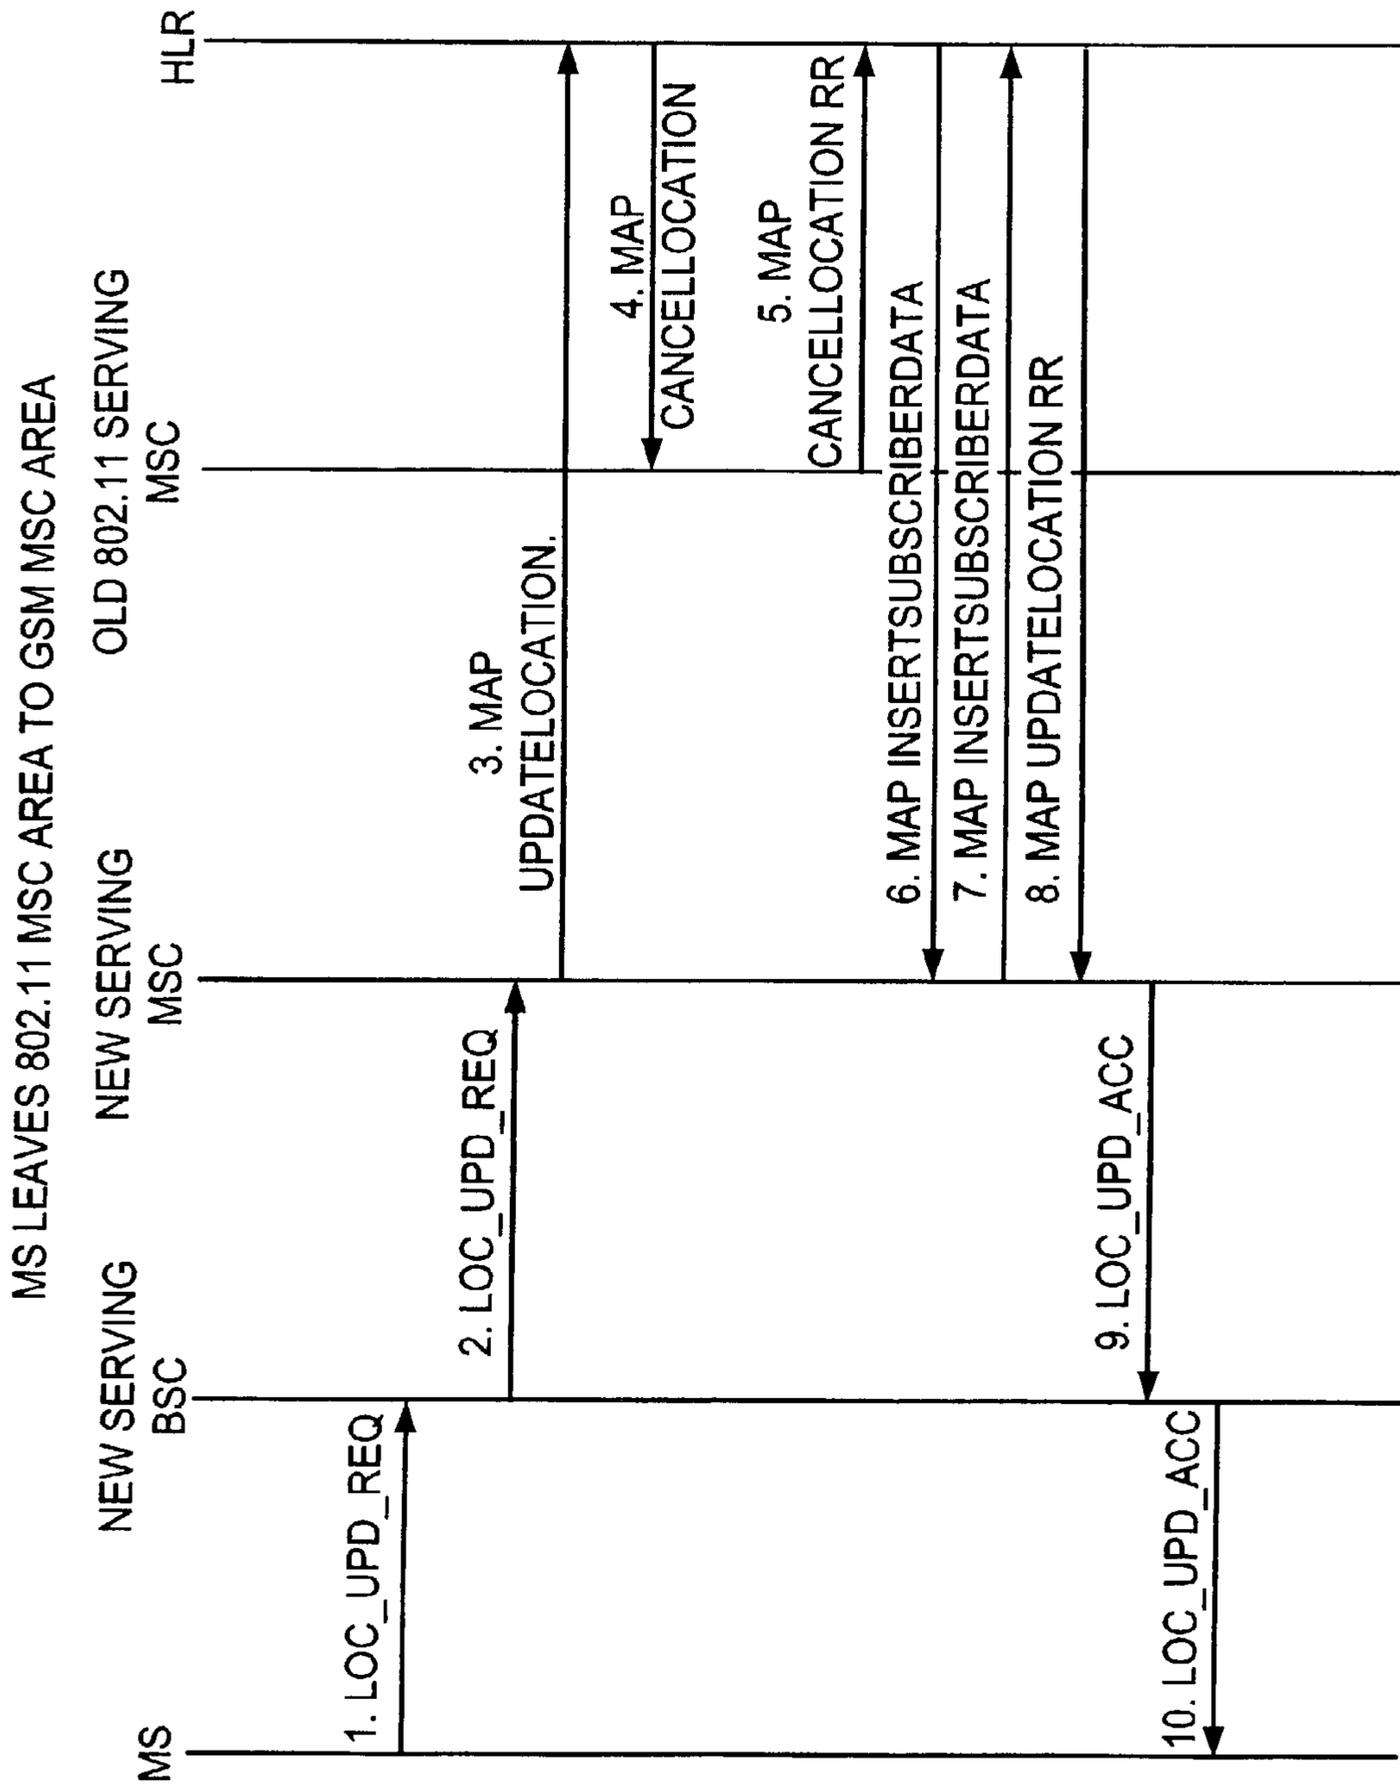 MS LEAVES 802.11 MSC AREA TO GSM MSC AREA
MS
NEW SERVING
BSC
NEW SERVING
MSC
OLD 802.11 SERVING
MSC
HLR
1. LOC_UPD_REQ
2. LOC_UPD_REQ
3. MAP
UPDATELOCATION.
4. MAP
CANCELLOCATION
5. MAP
CANCELLOCATION RR
6. MAP INSERTSUBSCRIBERDATA
7. MAP INSERTSUBSCRIBERDATA
8. MAP UPDATELOCATION RR
9. LOC_UPD_ACC
10. LOC_UPD_ACC